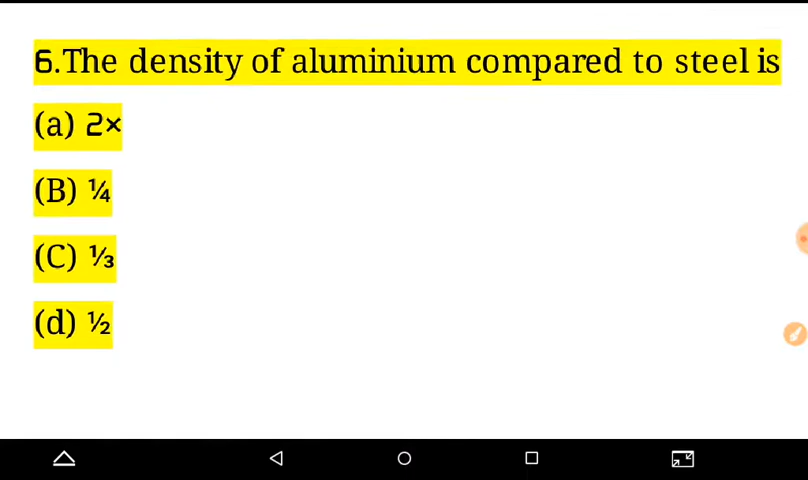 6.The density of aluminium compared to steel is
(a) 2×
(B) ¼
(C) ⅓
(d) ½